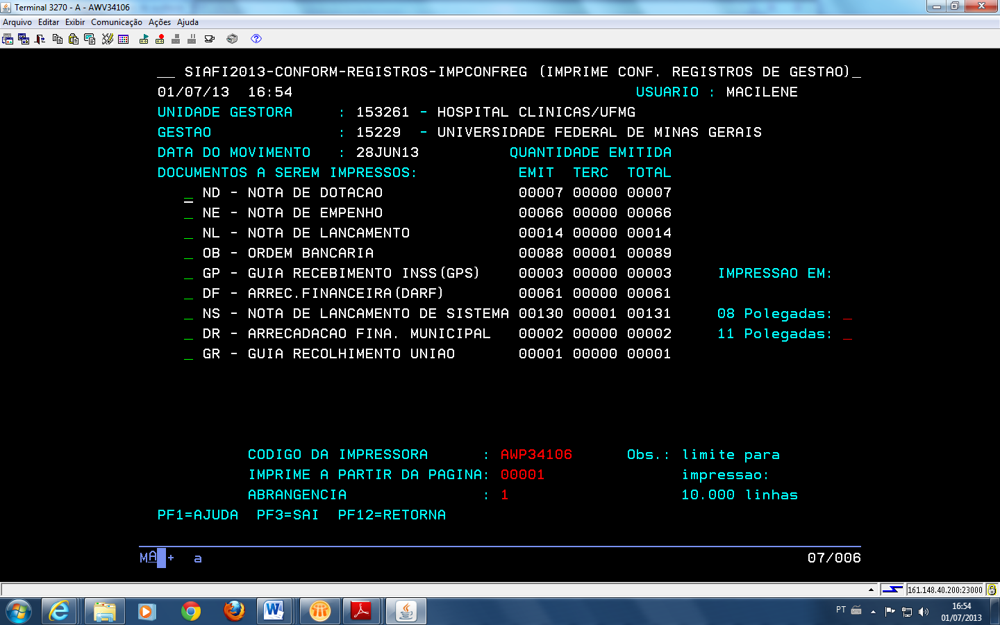 Terminal 3270 - A - AWV34106
Arquivo Editar Exibir Comunicação Ações Ajuda
__ SIAFI2013-CONFORM-REGISTROS-IMPCONFREG (IMPRIME CONF. REGISTROS DE GESTAO)_
01/07/13 16:54 USUARIO : MACILENE
UNIDADE GESTORA : 153261 - HOSPITAL CLINICAS/UFMG
GESTAO : 15229 - UNIVERSIDADE FEDERAL DE MINAS GERAIS
DATA DO MOVIMENTO : 28JUN13 QUANTIDADE EMITIDA
DOCUMENTOS A SEREM IMPRESSOS: EMIT TERC TOTAL
_ ND - NOTA DE DOTACAO 00007 00000 00007
_ NE - NOTA DE EMPENHO 00066 00000 00066
_ NL - NOTA DE LANCAMENTO 00014 00000 00014
_ OB - ORDEM BANCARIA 00088 00001 00089
_ GP - GUIA RECEBIMENTO INSS(GPS) 00003 00000 00003 IMPRESSAO EM:
_ DF - ARREC.FINANCEIRA(DARF) 00061 00000 00061
_ NS - NOTA DE LANCAMENTO DE SISTEMA 00130 00001 00131 08 Polegadas: _
_ DR - ARRECADACAO FINA. MUNICIPAL 00002 00000 00002 11 Polegadas: _
_ GR - GUIA RECOLHIMENTO UNIAO 00001 00000 00001
CODIGO DA IMPRESSORA : AWP34106 Obs.: limite para
IMPRIME A PARTIR DA PAGINA: 00001 impressao:
ABRANGENCIA : 1 10.000 linhas
PF1=AJUDA PF3=SAI PF12=RETORNA
MA + a 07/006
161.148.40.200:23000
PT 16:54
01/07/2013